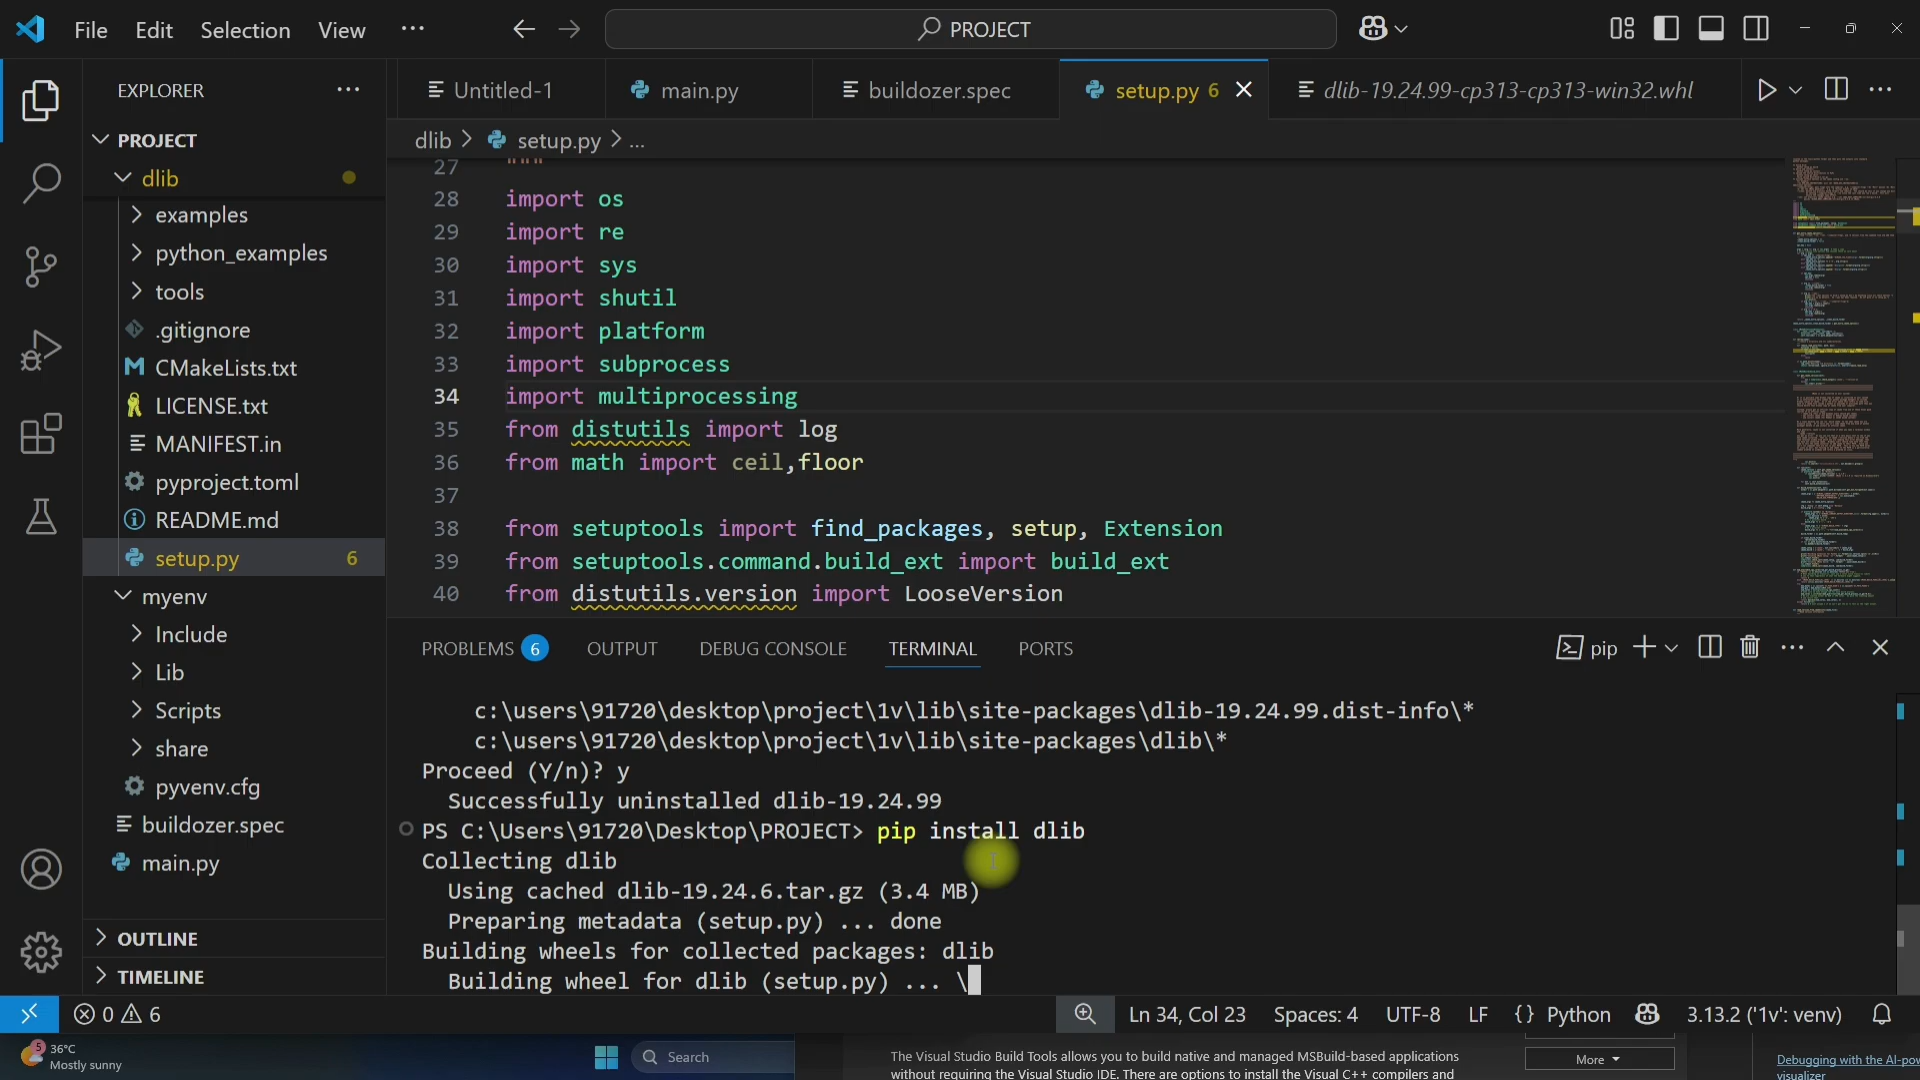 File Edit Selection View ···
PROJECT
EXPLORER
Untitled-1
main.py
buildozer.spec
setup.py 6
dlib-19.24.99-cp313-cp313-win32.whl
PROJECT
dlib
examples
python_examples
tools
.gitignore
CMakeLists.txt
LICENSE.txt
MANIFEST.in
pyproject.toml
README.md
setup.py 6
myenv
Include
Lib
Scripts
share
pyvenv.cfg
buildozer.spec
main.py
OUTLINE
TIMELINE
dlib > setup.py > ...
27 """
28 import os
29 import re
30 import sys
31 import shutil
32 import platform
33 import subprocess
34 import multiprocessing
35 from distutils import log
36 from math import ceil,floor
37
38 from setuptools import find_packages, setup, Extension
39 from setuptools.command.build_ext import build_ext
40 from distutils.version import LooseVersion
PROBLEMS 6 OUTPUT DEBUG CONSOLE TERMINAL PORTS
pip
c:\users\91720\desktop\project\1v\lib\site-packages\dlib-19.24.99.dist-info\*
c:\users\91720\desktop\project\1v\lib\site-packages\dlib\*
Proceed (Y/n)? y
Successfully uninstalled dlib-19.24.99
PS C:\Users\91720\Desktop\PROJECT> pip install dlib
Collecting dlib
Using cached dlib-19.24.6.tar.gz (3.4 MB)
Preparing metadata (setup.py) ... done
Building wheels for collected packages: dlib
Building wheel for dlib (setup.py) ... \
0 6
Ln 34, Col 23 Spaces: 4 UTF-8 LF {} Python 3.13.2 ('1v': venv)
5
36°C
Mostly sunny
Search
The Visual Studio Build Tools allows you to build native and managed MSBuild-based applications
without requiring the Visual Studio IDE. There are options to install the Visual C++ compilers and
More
Debugging with the AI-pow
visualizer